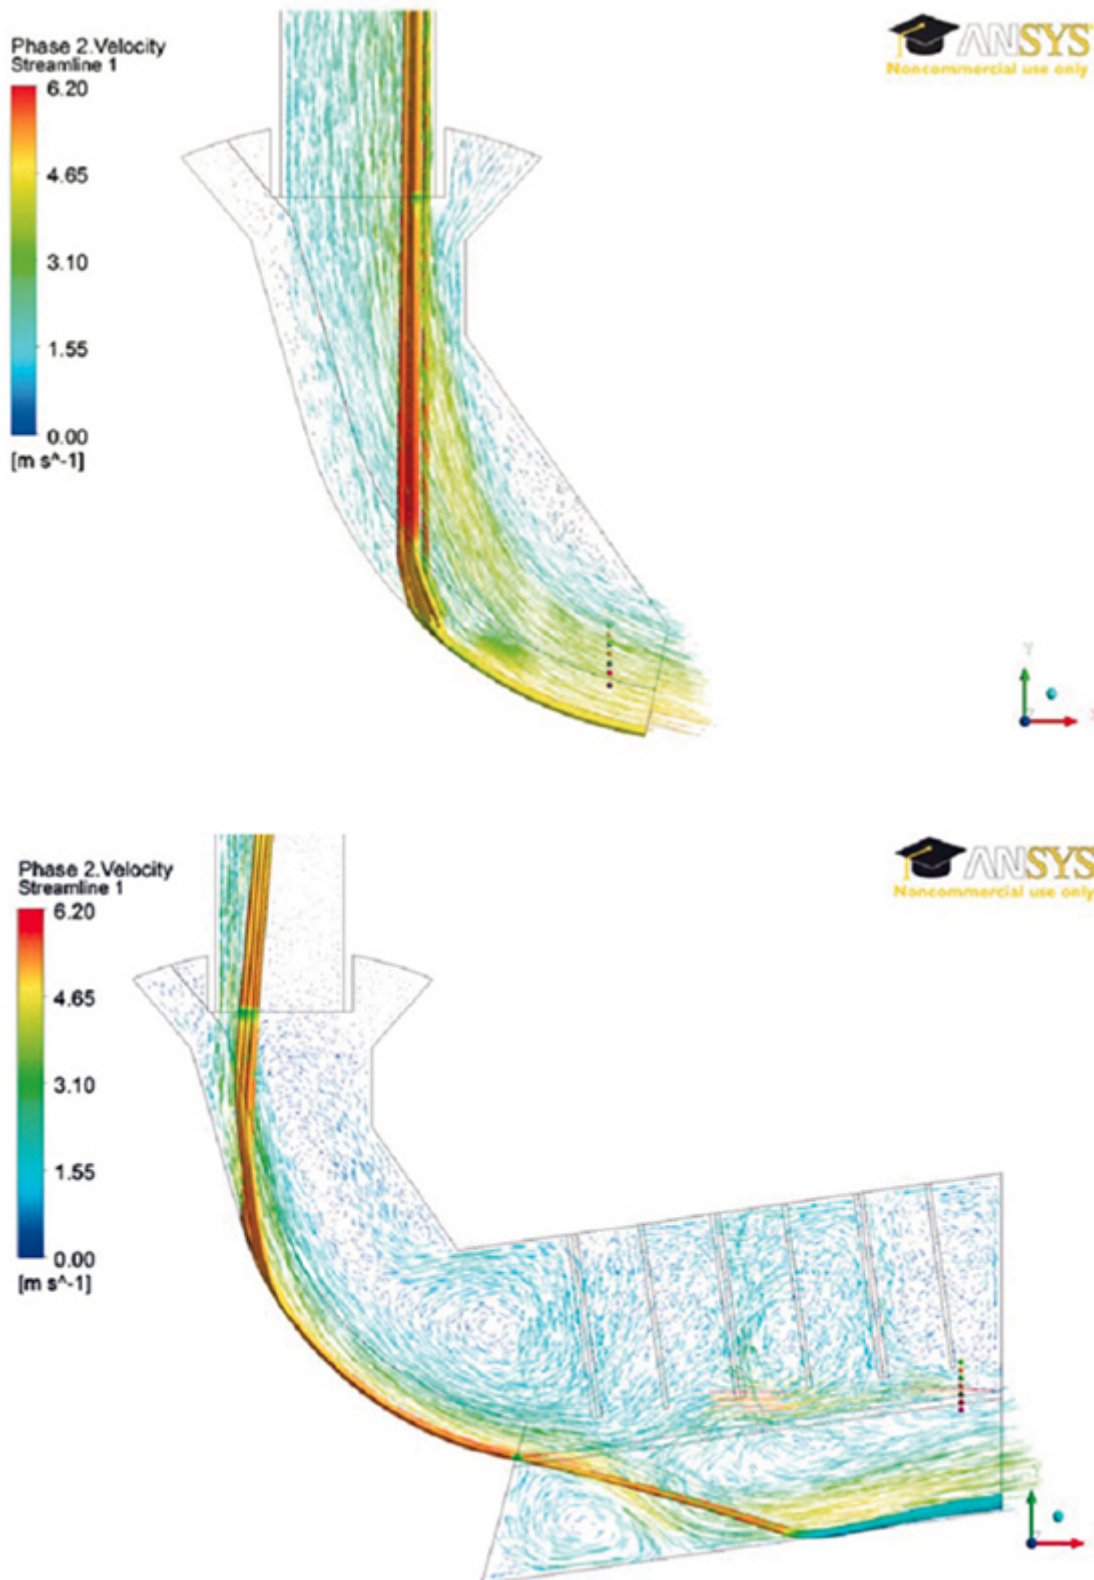 Phase 2.Velocity
Streamline 1
6.20
4.65
3.10
1.55
0.00
[m s^-1]
ANSYS
Noncommercial use only
Y
Phase 2.Velocity
Streamline 1
6.20
4.65
3.10
1.55
0.00
[m s^-1]
ANSYS
Noncommercial use only